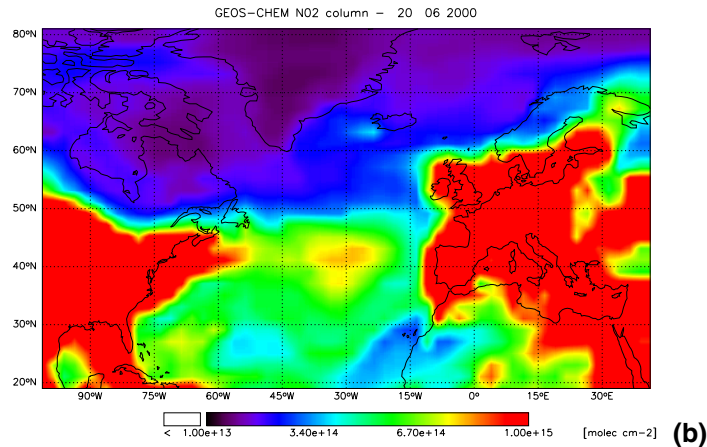 GEOS-CHEM NO2 column - 20 06 2000
80°N
70°N
60°N
50°N
40°N
30°N
20°N
90°W 75°W 60°W 45°W 30°W 15°W 0°E 15°E 30°E
< 1.00e+13 3.40e+14 6.70e+14 1.00e+15 [molec cm-2]
(b)